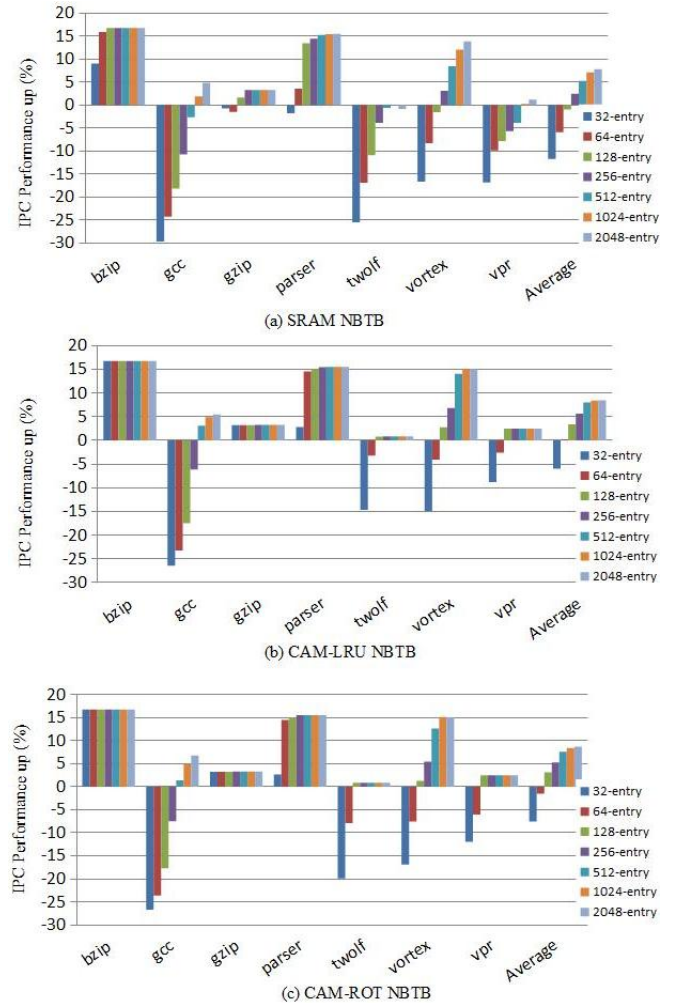 20
15
10
5
0
-5
-10
-15
-20
-25
-30
IPC Performance up (%)
32-entry
64-entry
128-entry
256-entry
512-entry
1024-entry
2048-entry
bzip
gcc
gzip
parser
twolf
vortex
vpr
Average
(a) SRAM NBTB
20
15
10
5
0
-5
-10
-15
-20
-25
-30
IPC Performance up (%)
32-entry
64-entry
128-entry
256-entry
512-entry
1024-entry
2048-entry
bzip
gcc
gzip
parser
twolf
vortex
vpr
Average
(b) CAM-LRU NBTB
20
15
10
5
0
-5
-10
-15
-20
-25
-30
IPC Performance up (%)
32-entry
64-entry
128-entry
256-entry
512-entry
1024-entry
2048-entry
bzip
gcc
gzip
parser
twolf
vortex
vpr
Average
(c) CAM-ROT NBTB